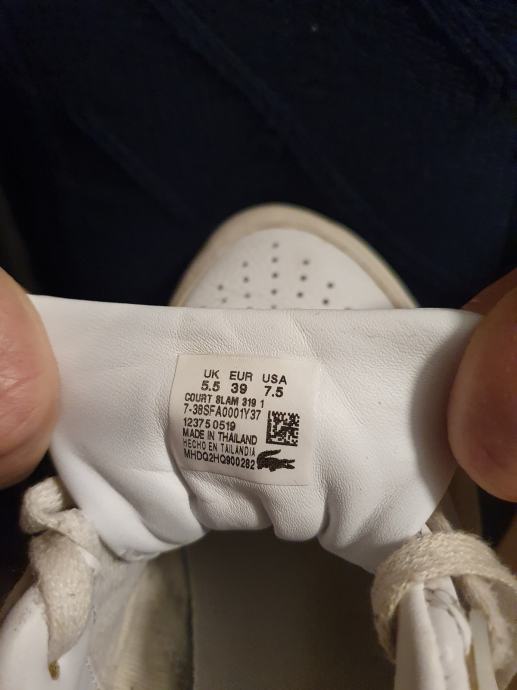 UK EUR USA
5.5 39 7.5
COURT SLAM 319 1
7-38SFA0001Y37
12375 0519
MADE IN THAILAND
HECHO EN TAILANDIA
MHDQ2HQ900282